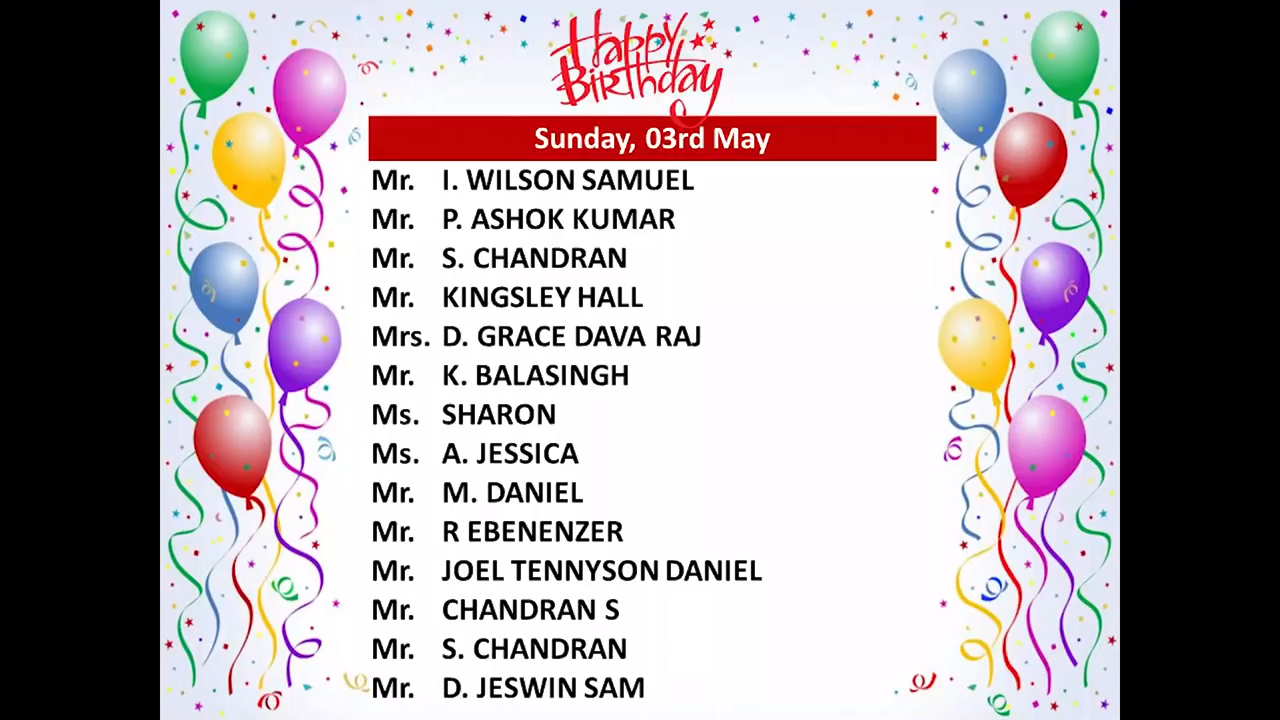 Happy
Birthday
Sunday, 03rd May
Mr. I. WILSON SAMUEL
Mr. P. ASHOK KUMAR
Mr. S. CHANDRAN
Mr. KINGSLEY HALL
Mrs. D. GRACE DAVA RAJ
Mr. K. BALASINGH
Ms. SHARON
Ms. A. JESSICA
Mr. M. DANIEL
Mr. R EBENENZER
Mr. JOEL TENNYSON DANIEL
Mr. CHANDRAN S
Mr. S. CHANDRAN
Mr. D. JESWIN SAM